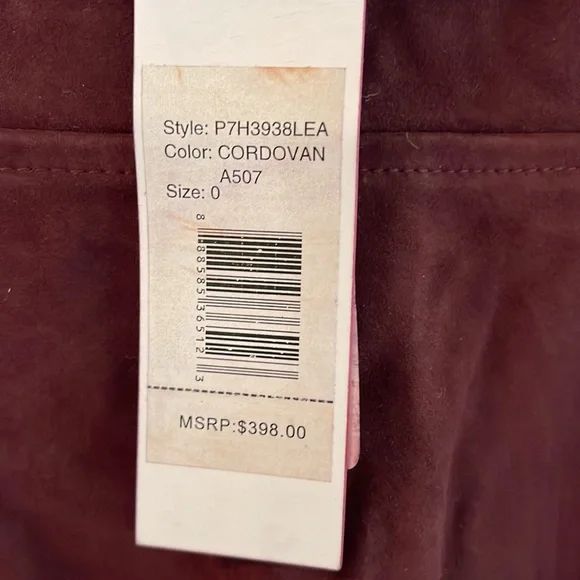 Style: P7H3938LEA
Color: CORDOVAN
A507
Size: 0
8 88585 36512 3
MSRP:$398.00